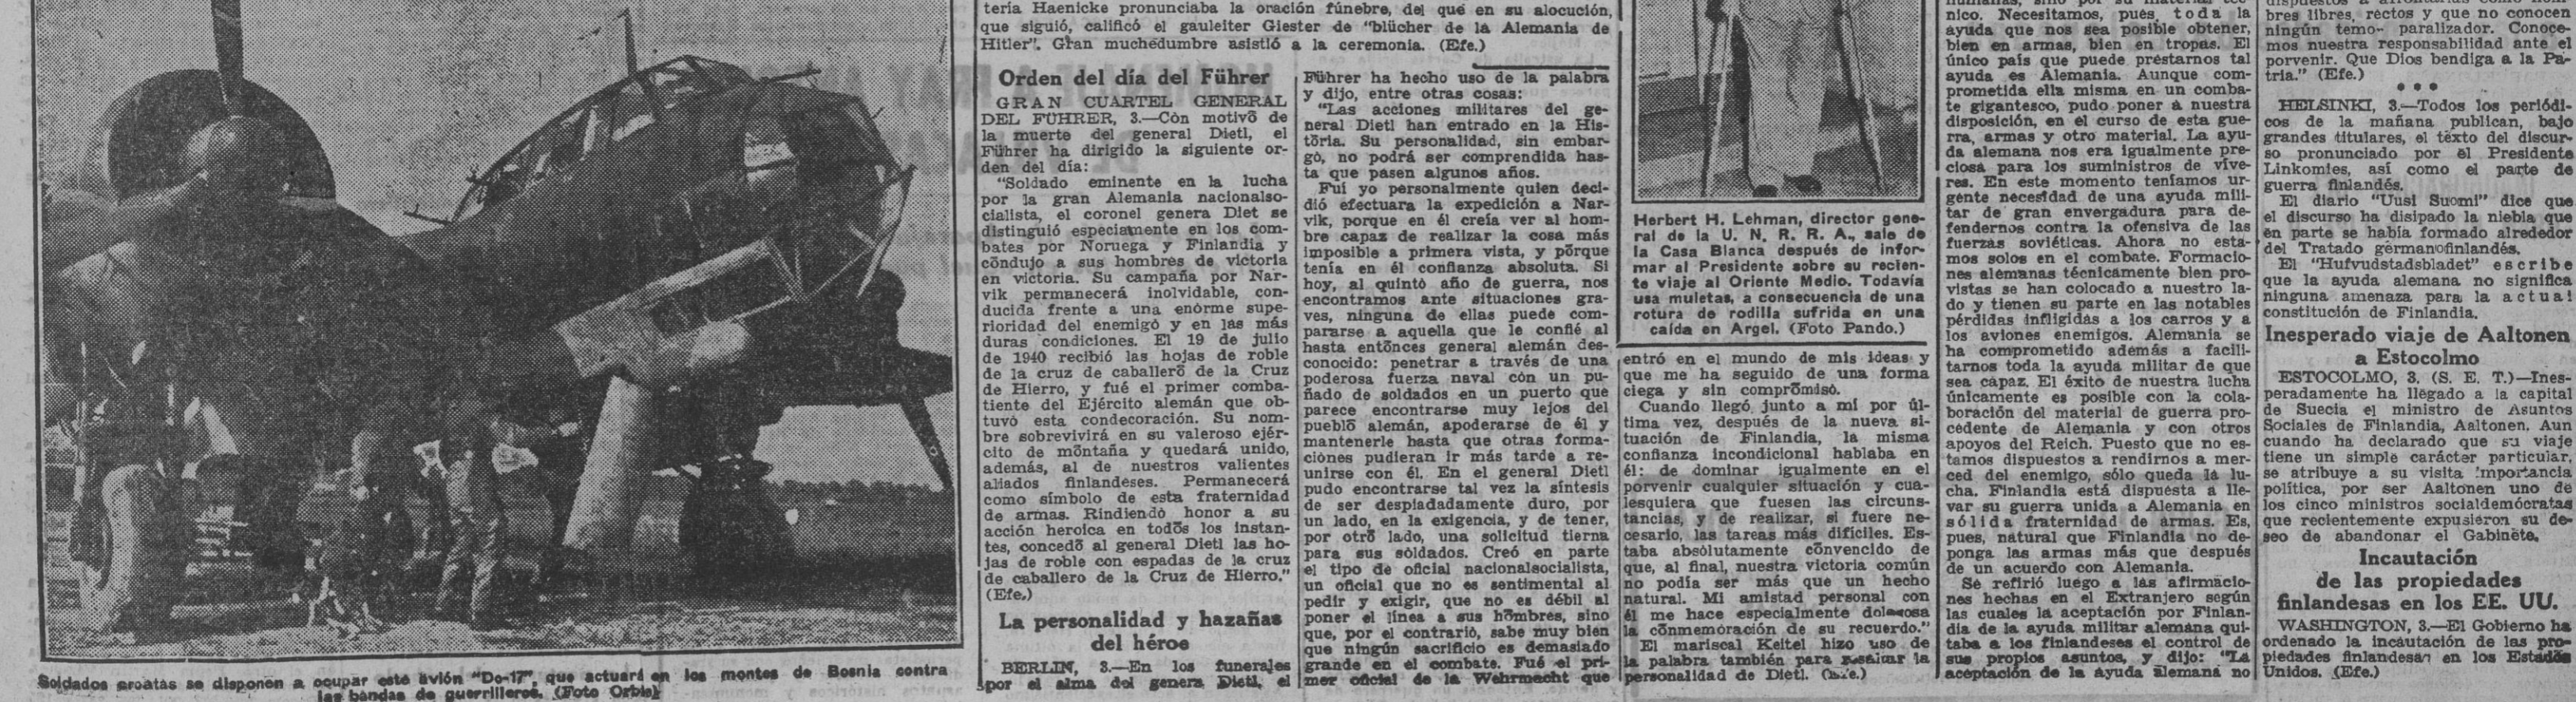 Soldados croatas se disponen a ocupar este avión "Do-17", que actuará en los montes de Bosnia contra
las bandas de guerrilleros. (Foto Orbis)
tería Haenicke pronunciaba la oración fúnebre, del que en su alocución,
que siguió, calificó el gauleiter Giester de "blücher de la Alemania de
Hitler". Gran muchedumbre asistió a la ceremonia. (Efe.)
Orden del día del Führer
GRAN CUARTEL GENERAL
DEL FÜHRER, 3.—Con motivo de
la muerte del general Dietl, el
Führer ha dirigido la siguiente or-
den del día:
"Soldado eminente en la lucha
por la gran Alemania nacionalso-
cialista, el coronel genera Diet se
distinguió especialmente en los com-
bates por Noruega y Finlandia y
condujo a sus hombres de victoria
en victoria. Su campaña por Nar-
vik permanecerá inolvidable, con-
ducida frente a una enorme supe-
rioridad del enemigo y en las más
duras condiciones. El 19 de julio
de 1940 recibió las hojas de roble
de la cruz de caballero de la Cruz
de Hierro, y fué el primer comba-
tiente del Ejército alemán que ob-
tuvo esta condecoración. Su nom-
bre sobrevivirá en su valeroso ejér-
cito de montaña y quedará unido,
además, al de nuestros valientes
aliados finlandeses. Permanecerá
como símbolo de esta fraternidad
de armas. Rindiendo honor a su
acción heroica en todos los instan-
tes, concedo al general Dietl las ho-
jas de roble con espadas de la cruz
de caballero de la Cruz de Hierro."
(Efe.)
La personalidad y hazañas
del héroe
BERLIN, 3.—En los funerales
por el alma del genera Dietl, el
Führer ha hecho uso de la palabra
y dijo, entre otras cosas:
"Las acciones militares del ge-
neral Dietl han entrado en la His-
toria. Su personalidad, sin embar-
go, no podrá ser comprendida has-
ta que pasen algunos años.
Fuí yo personalmente quien deci-
dió efectuara la expedición a Nar-
vik, porque en él creía ver al hom-
bre capaz de realizar la cosa más
imposible a primera vista, y porque
tenía en él confianza absoluta. Si
hoy, al quinto año de guerra, nos
encontramos ante situaciones gra-
ves, ninguna de ellas puede com-
pararse a aquella que le confié al
hasta entonces general alemán des-
conocido: penetrar a través de una
poderosa fuerza naval con un pu-
ñado de soldados en un puerto que
parece encontrarse muy lejos del
pueblo alemán, apoderarse de él y
mantenerle hasta que otras forma-
ciones pudieran ir más tarde a re-
unirse con él. En el general Dietl
pudo encontrarse tal vez la síntesis
de ser despiadadamente duro, por
un lado, en la exigencia, y de tener,
por otro lado, una solicitud tierna
para sus soldados. Creó en parte
el tipo de oficial nacionalsocialista,
un oficial que no es sentimental al
pedir y exigir, que no es débil al
poner el línea a sus hombres, sino
que, por el contrario, sabe muy bien
que ningún sacrificio es demasiado
grande en el combate. Fué el pri-
mer oficial de la Wehrmacht que
Herbert H. Lehman, director gene-
ral de la U. N. R. R. A., sale de
la Casa Blanca después de infor-
mar al Presidente sobre su recien-
te viaje al Oriente Medio. Todavía
usa muletas, a consecuencia de una
rotura de rodilla sufrida en una
caída en Argel. (Foto Pando.)
entró en el mundo de mis ideas y
que me ha seguido de una forma
ciega y sin compromiso.
Cuando llegó junto a mí por úl-
tima vez, después de la nueva si-
tuación de Finlandia, la misma
confianza incondicional hablaba en
él: de dominar igualmente en el
porvenir cualquier situación y cua-
lesquiera que fuesen las circuns-
tancias, y de realizar, si fuere ne-
cesario, las tareas más difíciles. Es-
taba absolutamente convencido de
que, al final, nuestra victoria común
no podía ser más que un hecho
natural. Mi amistad personal con
él me hace especialmente dolorosa
la conmemoración de su recuerdo."
El mariscal Keitel hizo uso de
la palabra también para resaltar la
personalidad de Dietl. (Efe.)
nico. Necesitamos, pués, toda la
ayuda que nos sea posible obtener,
bien en armas, bien en tropas. El
único país que puede préstarnos tal
ayuda es Alemania. Aunque com-
prometida ella misma en un comba-
te gigantesco, pudo poner a nuestra
disposición, en el curso de esta gue-
rra, armas y otro material. La ayu-
da alemana nos era igualmente pre-
ciosa para los suministros de víve-
res. En este momento teníamos ur-
gente necesidad de una ayuda mili-
tar de gran envergadura para de-
fendernos contra la ofensiva de las
fuerzas soviéticas. Ahora no esta-
mos solos en el combate. Formacio-
nes alemanas técnicamente bien pro-
vistas se han colocado a nuestro la-
do y tienen su parte en las notables
pérdidas infligidas a los carros y a
los aviones enemigos. Alemania se
ha comprometido además a facili-
tarnos toda la ayuda militar de que
sea capaz. El éxito de nuestra lucha
únicamente es posible con la cola-
boración del material de guerra pro-
cedente de Alemania y con otros
apoyos del Reich. Puesto que no es-
tamos dispuestos a rendirnos a mer-
ced del enemigo, sólo queda la lu-
cha. Finlandia está dispuesta a lle-
var su guerra unida a Alemania en
sólida fraternidad de armas. Es,
pues, natural que Finlandia no de-
ponga las armas más que después
de un acuerdo con Alemania.
Se refirió luego a las afirmacio-
nes hechas en el Extranjero según
las cuales la aceptación por Finlan-
dia de la ayuda militar alemana qui-
taba a los finlandeses el control de
sus propios asuntos, y dijo: "La
aceptación de la ayuda alemana no
bres libres, rectos y que no conocen
ningún temo- paralizador. Conoce-
mos nuestra responsabilidad ante el
porvenir. Que Dios bendiga a la Pa-
tria." (Efe.)
• • •
HELSINKI, 3.—Todos los periódi-
cos de la mañana publican, bajo
grandes titulares, el texto del discur-
so pronunciado por el Presidente
Linkomies, así como el parte de
guerra finlandés.
El diario "Uusi Suomi" dice que
el discurso ha disipado la niebla que
en parte se había formado alrededor
del Tratado germanofinlandés.
El "Hufvudstadsbladet" escribe
que la ayuda alemana no significa
ninguna amenaza para la actual
constitución de Finlandia.
Inesperado viaje de Aaltonen
a Estocolmo
ESTOCOLMO, 3. (S. E. T.)—Ines-
peradamente ha llegado a la capital
de Suecia el ministro de Asuntos
Sociales de Finlandia, Aaltonen. Aun
cuando ha declarado que su viaje
tiene un simple carácter particular,
se atribuye a su visita importancia
política, por ser Aaltonen uno de
los cinco ministros socialdemócratas
que recientemente expusieron su de-
seo de abandonar el Gabinete.
Incautación
de las propiedades
finlandesas en los EE. UU.
WASHINGTON, 3.—El Gobierno ha
ordenado la incautación de las pro-
piedades finlandesas en los Estados
Unidos. (Efe.)